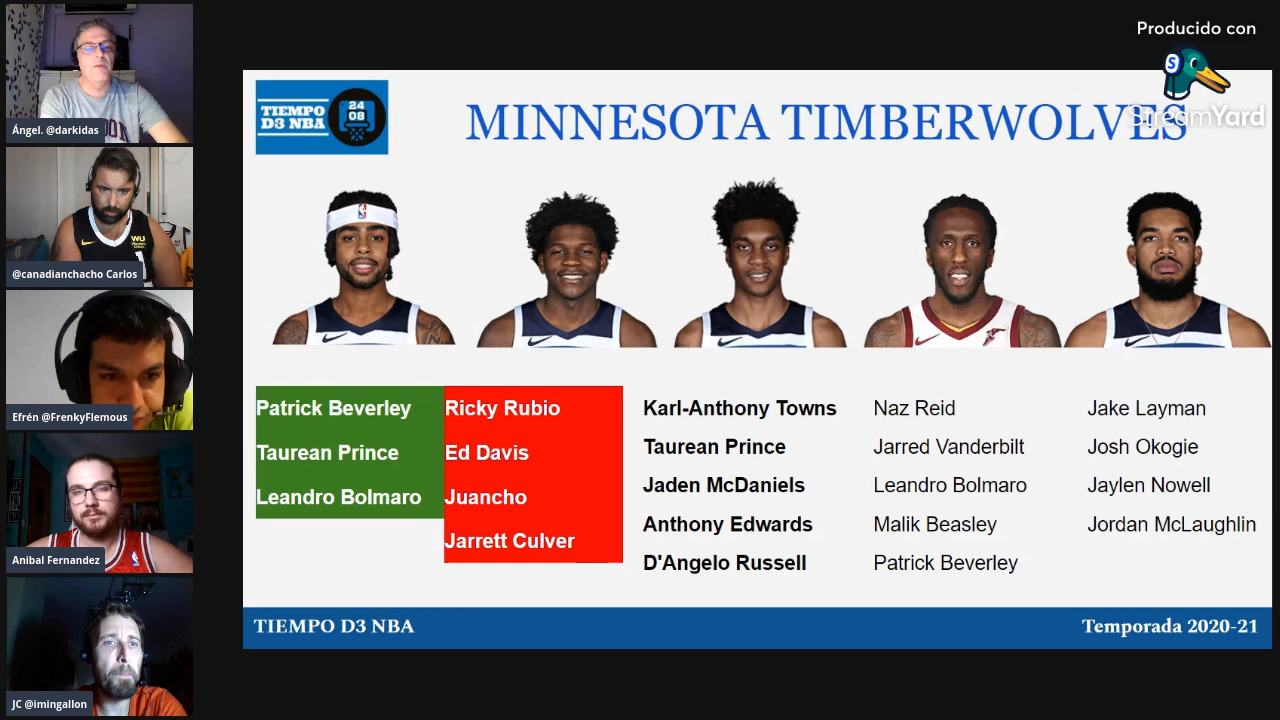 Ángel. @darkidas
@canadianchacho Carlos
Efrén @FrenkyFlemous
Anibal Fernandez
JC @imingallon
Producido con
StreamYard
TIEMPO
D3 NBA
24
08
MINNESOTA TIMBERWOLVES
Patrick Beverley
Taurean Prince
Leandro Bolmaro
Ricky Rubio
Ed Davis
Juancho
Jarrett Culver
Karl-Anthony Towns
Taurean Prince
Jaden McDaniels
Anthony Edwards
D'Angelo Russell
Naz Reid
Jarred Vanderbilt
Leandro Bolmaro
Malik Beasley
Patrick Beverley
Jake Layman
Josh Okogie
Jaylen Nowell
Jordan McLaughlin
TIEMPO D3 NBA
Temporada 2020-21